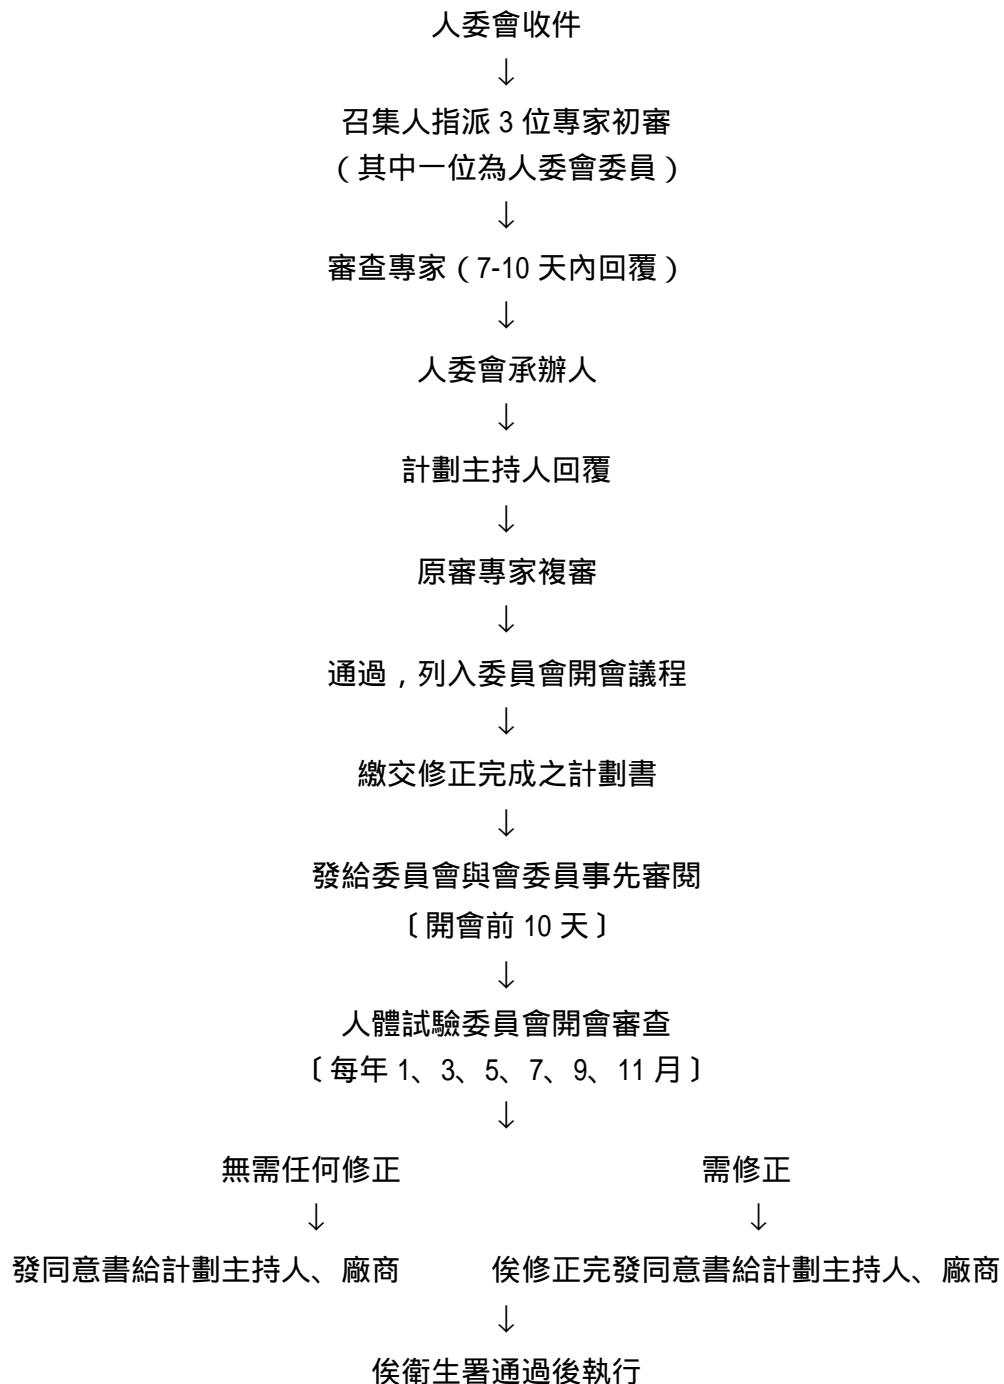 人委會收件
↓
召集人指派 3 位專家初審
（其中一位為人委會委員）
↓
審查專家（7-10 天內回覆）
↓
人委會承辦人
↓
計劃主持人回覆
↓
原審專家複審
↓
通過，列入委員會開會議程
↓
繳交修正完成之計劃書
↓
發給委員會與會委員事先審閱
〔開會前 10 天〕
↓
人體試驗委員會開會審查
〔每年 1、3、5、7、9、11 月〕
↓
無需任何修正 需修正
↓ ↓
發同意書給計劃主持人、廠商 俟修正完發同意書給計劃主持人、廠商
↓
俟衛生署通過後執行